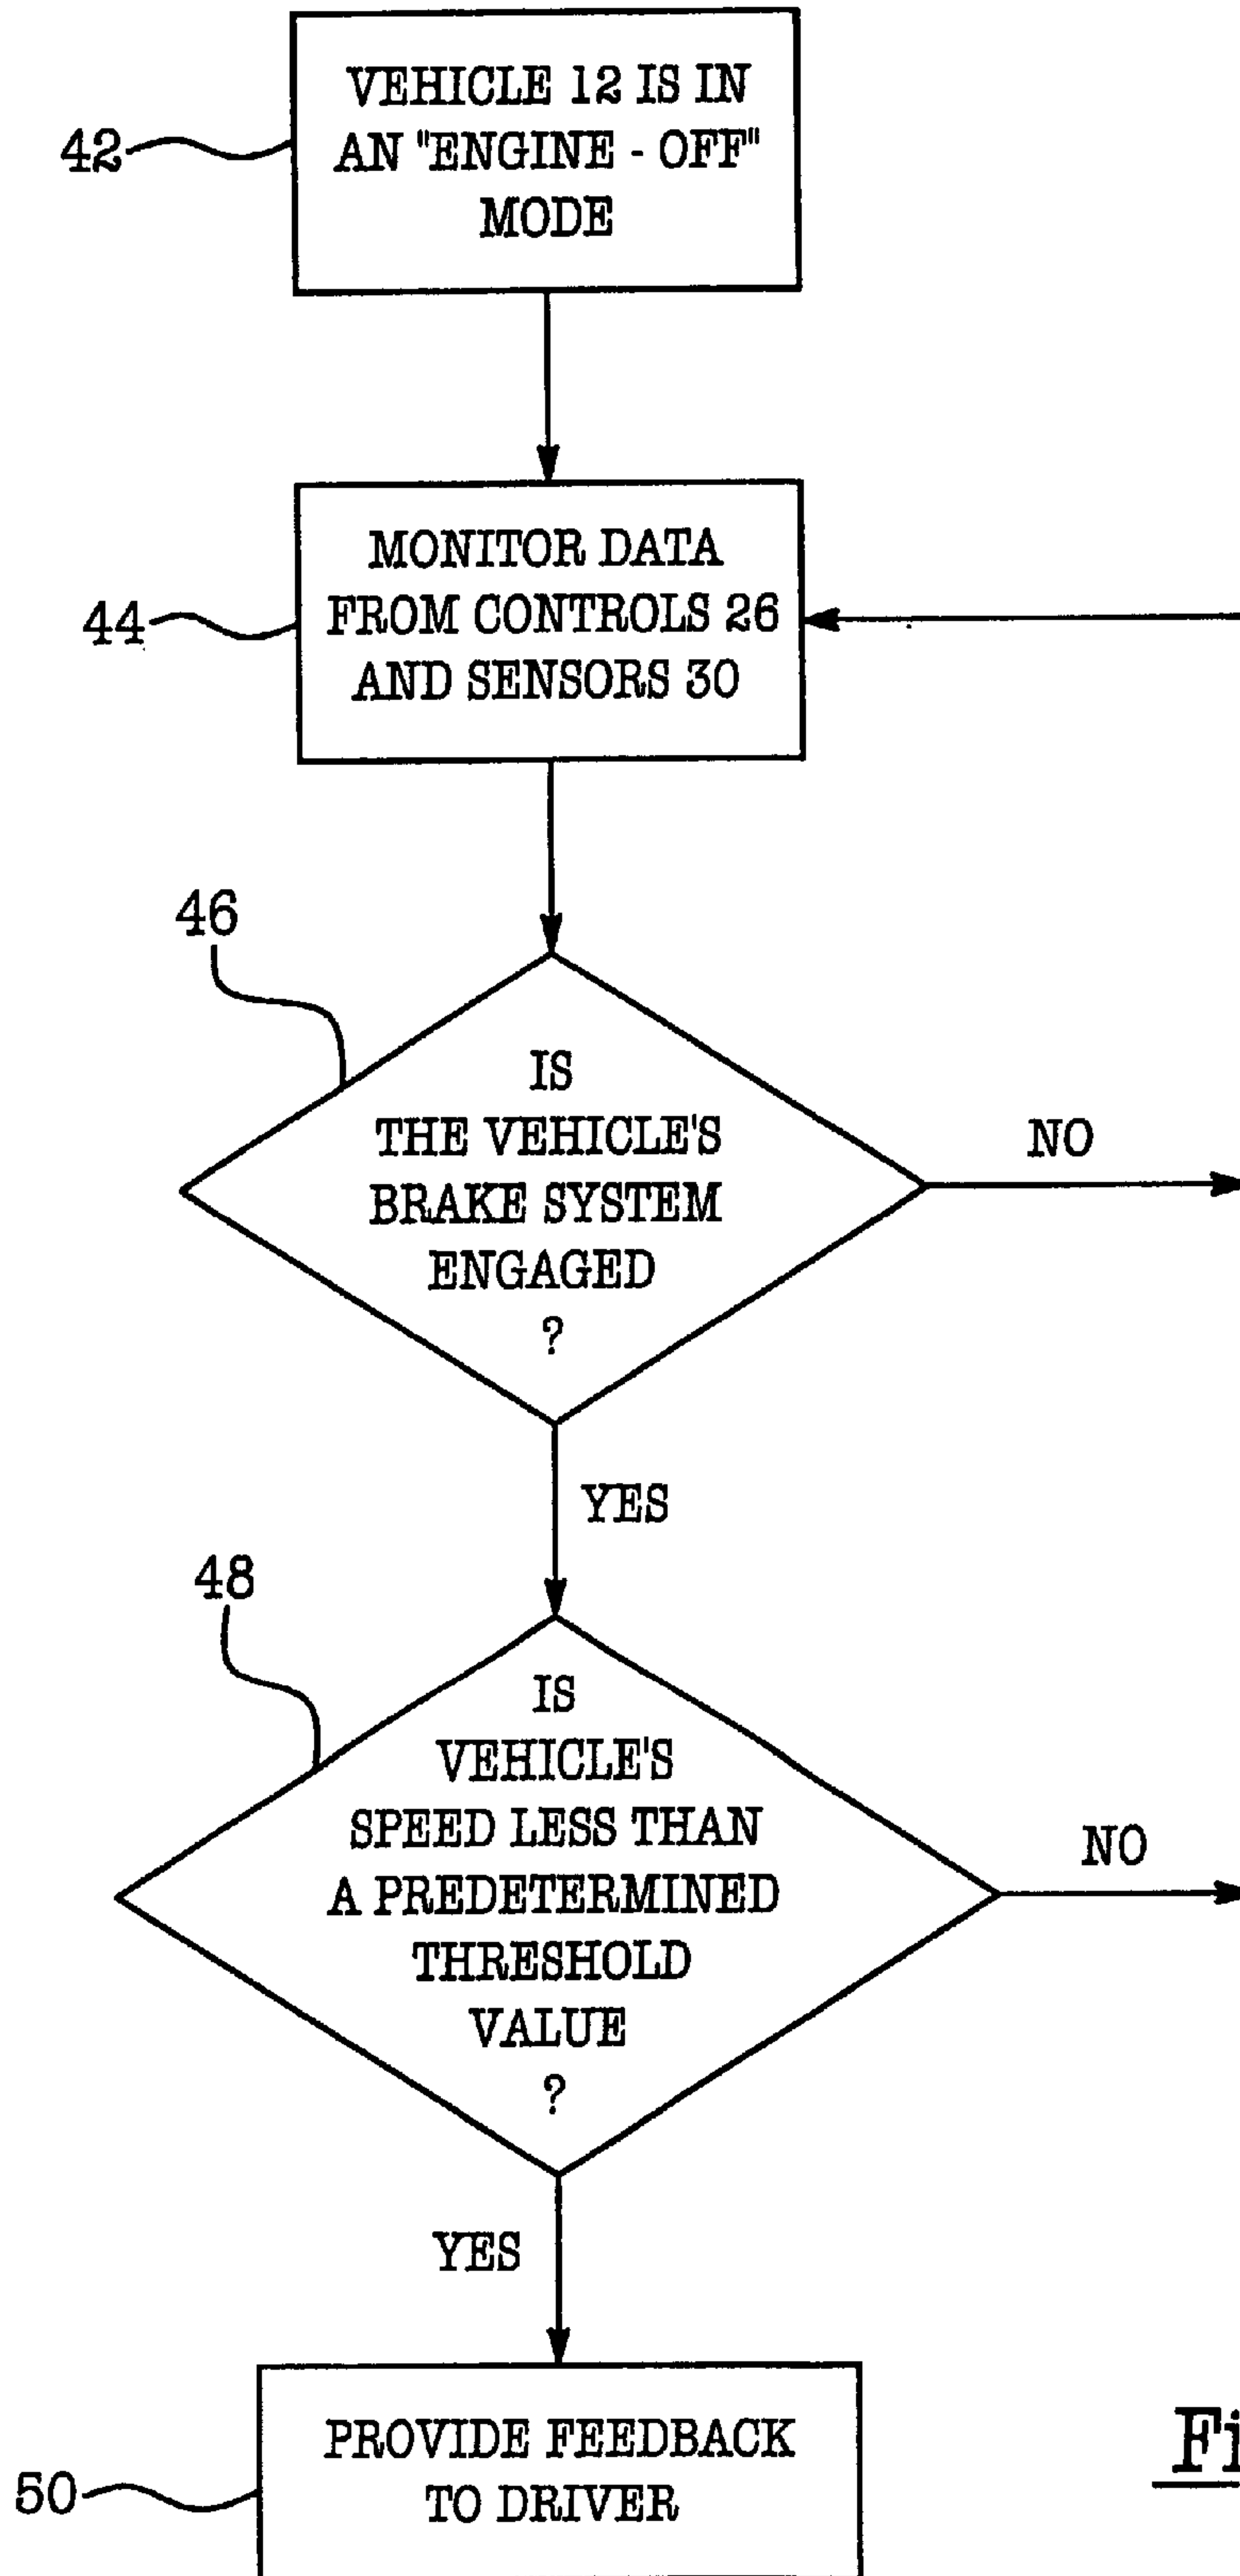 VEHICLE 12 IS IN
AN "ENGINE - OFF"
MODE
42
MONITOR DATA
FROM CONTROLS 26
AND SENSORS 30
44
46
IS
THE VEHICLE'S
BRAKE SYSTEM
ENGAGED
?
NO
YES
48
IS
VEHICLE'S
SPEED LESS THAN
A PREDETERMINED
THRESHOLD
VALUE
?
NO
YES
PROVIDE FEEDBACK
TO DRIVER
50
Fi